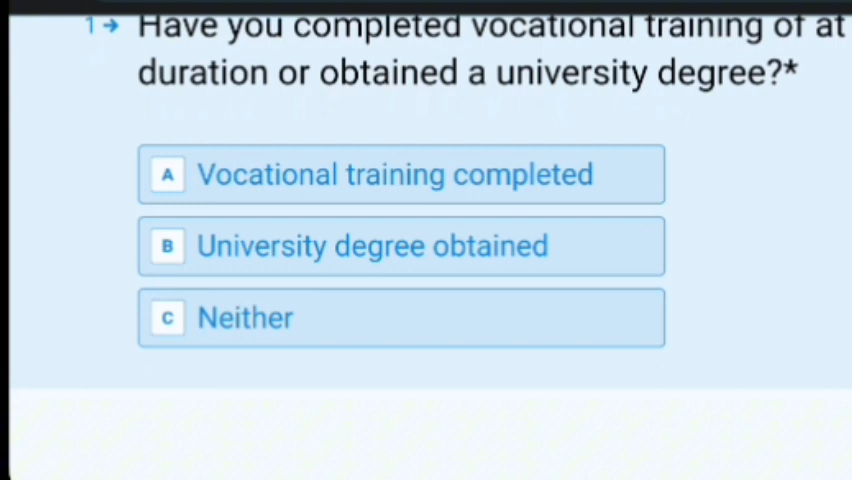 1→ Have you completed vocational training of at
duration or obtained a university degree?*
A Vocational training completed
B University degree obtained
C Neither